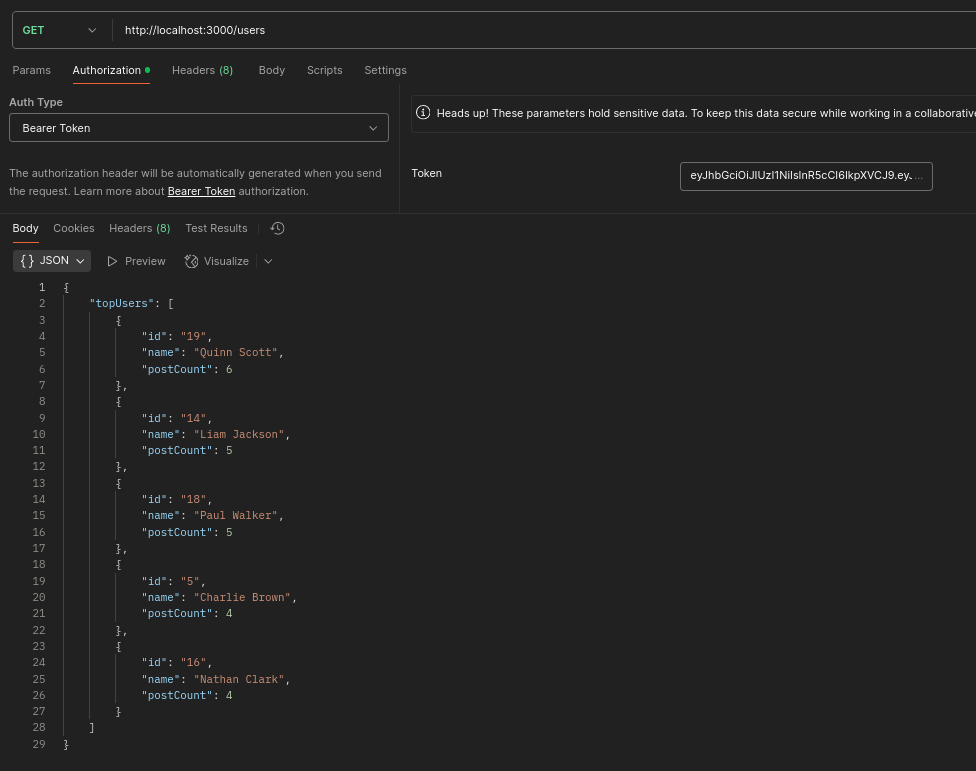 GET http://localhost:3000/users
Params Authorization Headers (8) Body Scripts Settings
Auth Type
Bearer Token
Heads up! These parameters hold sensitive data. To keep this data secure while working in a collaborative
The authorization header will be automatically generated when you send
the request. Learn more about Bearer Token authorization.
Token
eyJhbGciOiJIUzI1NiIsInR5cCI6IkpXVCJ9.ey. ...
Body Cookies Headers (8) Test Results
{} JSON Preview Visualize
1 {
2 "topUsers": [
3 {
4 "id": "19",
5 "name": "Quinn Scott",
6 "postCount": 6
7 },
8 {
9 "id": "14",
10 "name": "Liam Jackson",
11 "postCount": 5
12 },
13 {
14 "id": "18",
15 "name": "Paul Walker",
16 "postCount": 5
17 },
18 {
19 "id": "5",
20 "name": "Charlie Brown",
21 "postCount": 4
22 },
23 {
24 "id": "16",
25 "name": "Nathan Clark",
26 "postCount": 4
27 }
28 ]
29 }